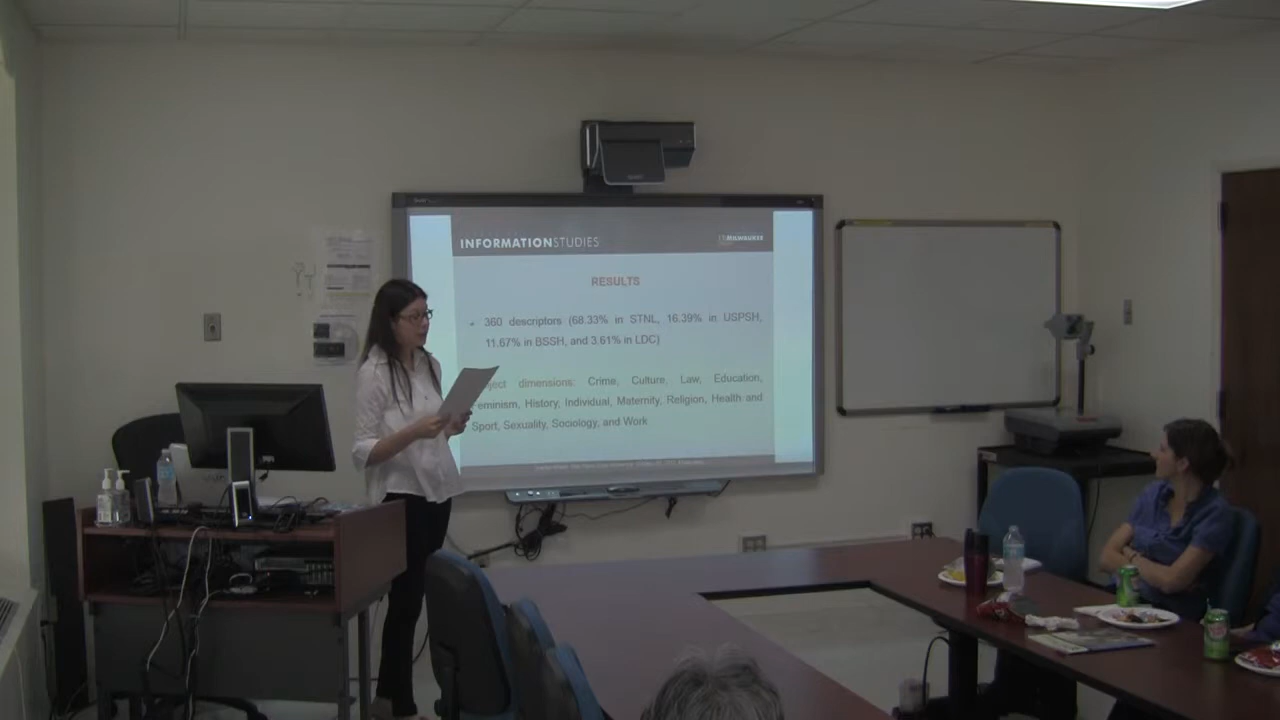 INFORMATIONSTUDIES
MILWAUKEE
RESULTS
360 descriptors (68.33% in STNL, 16.39% in USPSH,
11.67% in BSSH, and 3.61% in LDC)
dimensions: Crime, Culture, Law, Education,
Feminism, History, Individual, Maternity, Religion, Health and
Sport, Sexuality, Sociology, and Work